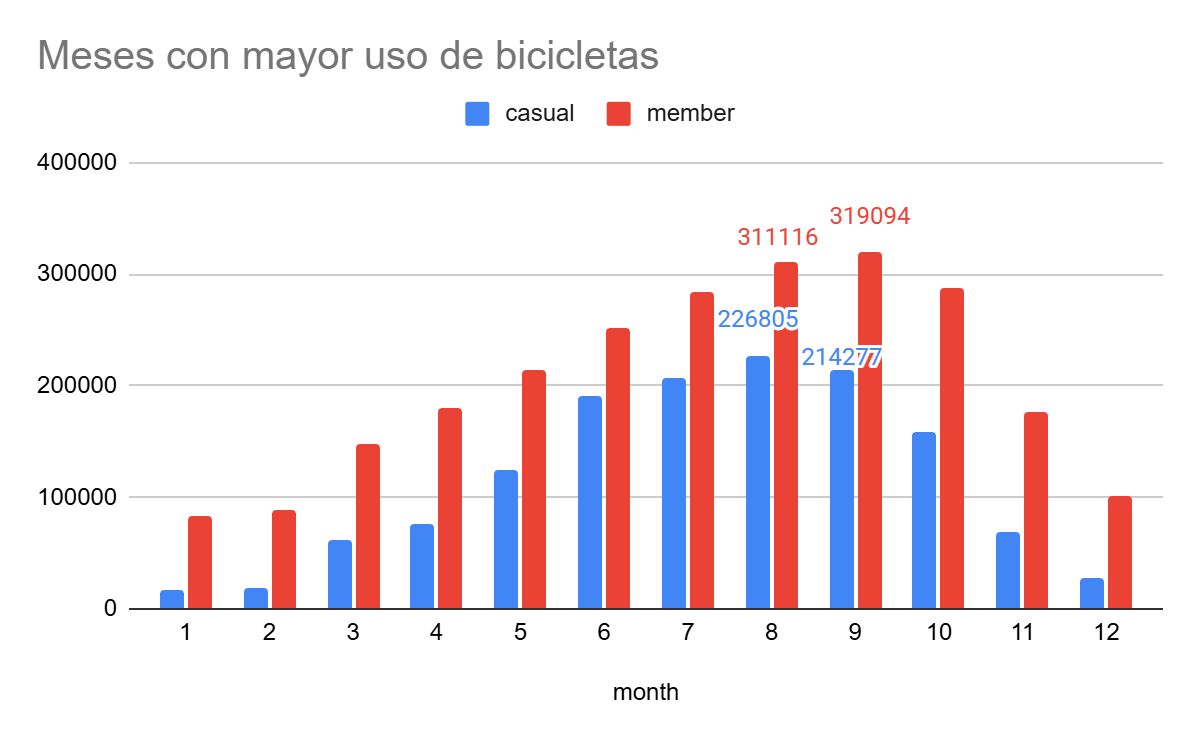 Meses con mayor uso de bicicletas
casual member
400000
319094
311116
300000
226805
214277
200000
100000
0
1 2 3 4 5 6 7 8 9 10 11 12
month